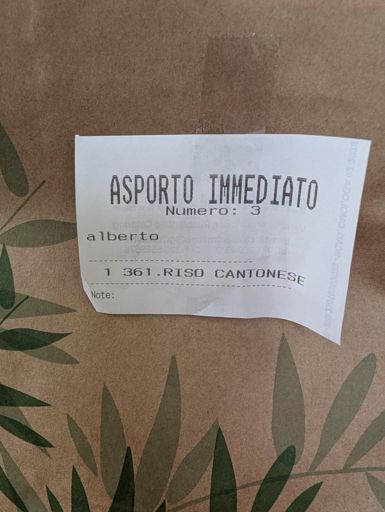 ASPORTO IMMEDIATO
Numero: 3
alberto
1 361.RISO CANTONESE
Note: